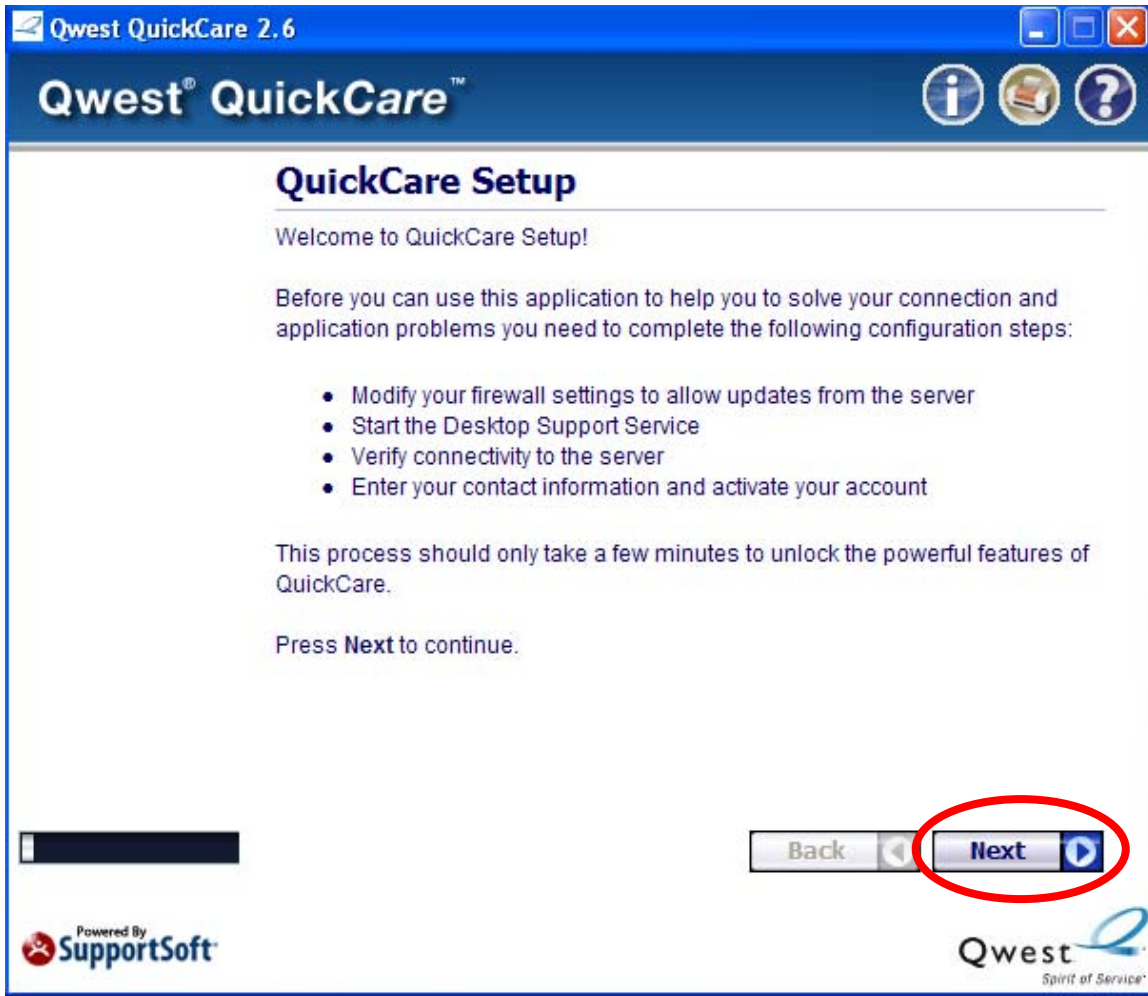 Qwest QuickCare 2.6
Qwest® QuickCare™
QuickCare Setup
Welcome to QuickCare Setup!
Before you can use this application to help you to solve your connection and
application problems you need to complete the following configuration steps:
• Modify your firewall settings to allow updates from the server
• Start the Desktop Support Service
• Verify connectivity to the server
• Enter your contact information and activate your account
This process should only take a few minutes to unlock the powerful features of
QuickCare.
Press Next to continue.
Back
Next
Powered By
SupportSoft
Qwest
Spirit of Service